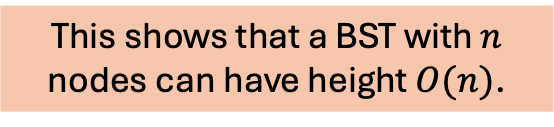 This shows that a BST with n
nodes can have height O(n).